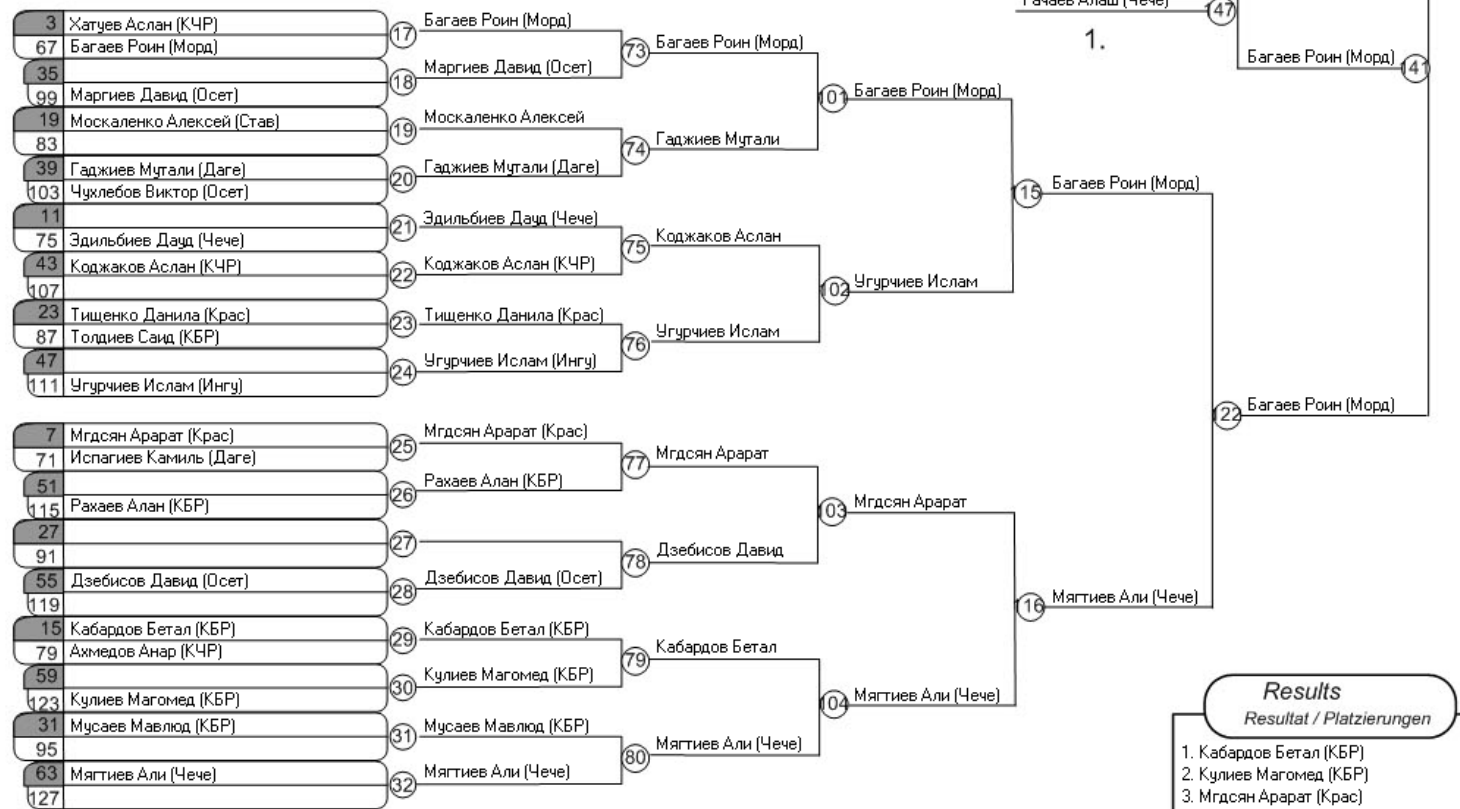 Гачаев Алаш (Чече)
47
1.
Багаев Роин (Морд)
41
3 Хатуев Аслан (КЧР)
67 Багаев Роин (Морд)
17 Багаев Роин (Морд)
35
99 Маргиев Давид (Осет)
18 Маргиев Давид (Осет)
73 Багаев Роин (Морд)
19 Москаленко Алексей (Став)
83
19 Москаленко Алексей
39 Гаджиев Мутали (Даге)
103 Чухлебов Виктор (Осет)
20 Гаджиев Мутали (Даге)
74 Гаджиев Мутали
101 Багаев Роин (Морд)
11
75 Эдильбиев Дауд (Чече)
21 Эдильбиев Дауд (Чече)
43 Коджаков Аслан (КЧР)
107
22 Коджаков Аслан (КЧР)
75 Коджаков Аслан
23 Тищенко Данила (Крас)
87 Толдиев Саид (КБР)
23 Тищенко Данила (Крас)
47
111 Угурчиев Ислам (Ингу)
24 Угурчиев Ислам (Ингу)
76 Угурчиев Ислам
102 Угурчиев Ислам
15 Багаев Роин (Морд)
22 Багаев Роин (Морд)
7 Мгдсян Арарат (Крас)
71 Испагиев Камиль (Даге)
25 Мгдсян Арарат (Крас)
51
115 Рахаев Алан (КБР)
26 Рахаев Алан (КБР)
77 Мгдсян Арарат
27
91
27
55 Дзебисов Давид (Осет)
119
28 Дзебисов Давид (Осет)
78 Дзебисов Давид
103 Мгдсян Арарат
15 Кабардов Бетал (КБР)
79 Ахмедов Анар (КЧР)
29 Кабардов Бетал (КБР)
59
123 Кулиев Магомед (КБР)
30 Кулиев Магомед (КБР)
79 Кабардов Бетал
31 Мусаев Мавлюд (КБР)
95
31 Мусаев Мавлюд (КБР)
63 Мягтиев Али (Чече)
127
32 Мягтиев Али (Чече)
80 Мягтиев Али (Чече)
104 Мягтиев Али (Чече)
16 Мягтиев Али (Чече)
Results
Resultat / Platzierungen
1. Кабардов Бетал (КБР)
2. Кулиев Магомед (КБР)
3. Мгдсян Арарат (Крас)